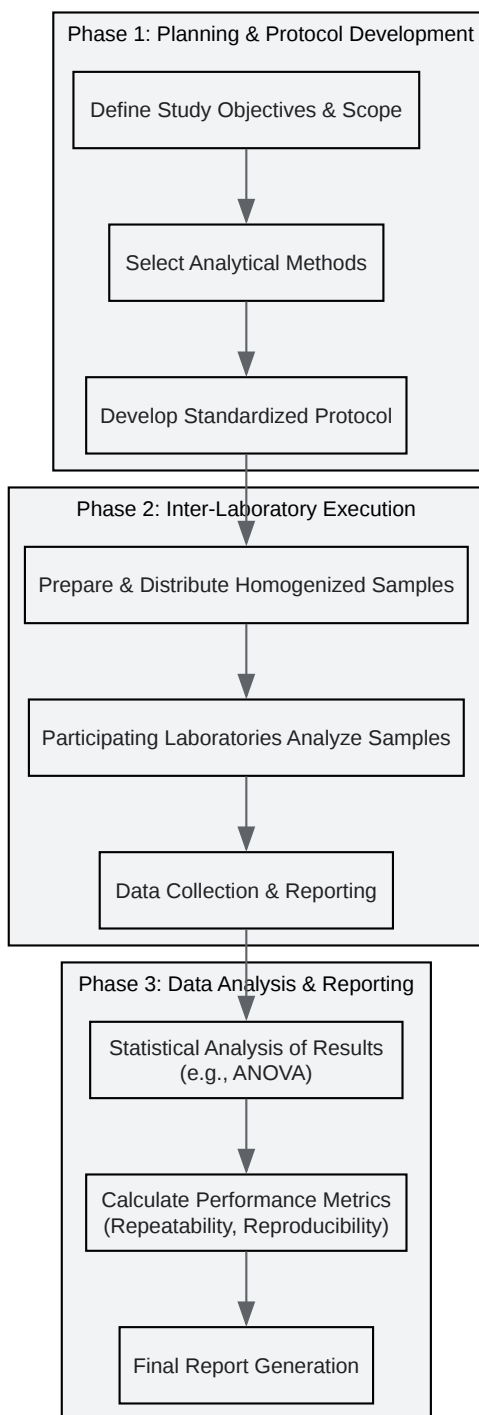 Phase 1: Planning & Protocol Development
Define Study Objectives & Scope
Select Analytical Methods
Develop Standardized Protocol
Phase 2: Inter-Laboratory Execution
Prepare & Distribute Homogenized Samples
Participating Laboratories Analyze Samples
Data Collection & Reporting
Phase 3: Data Analysis & Reporting
Statistical Analysis of Results
(e.g., ANOVA)
Calculate Performance Metrics
(Repeatability, Reproducibility)
Final Report Generation